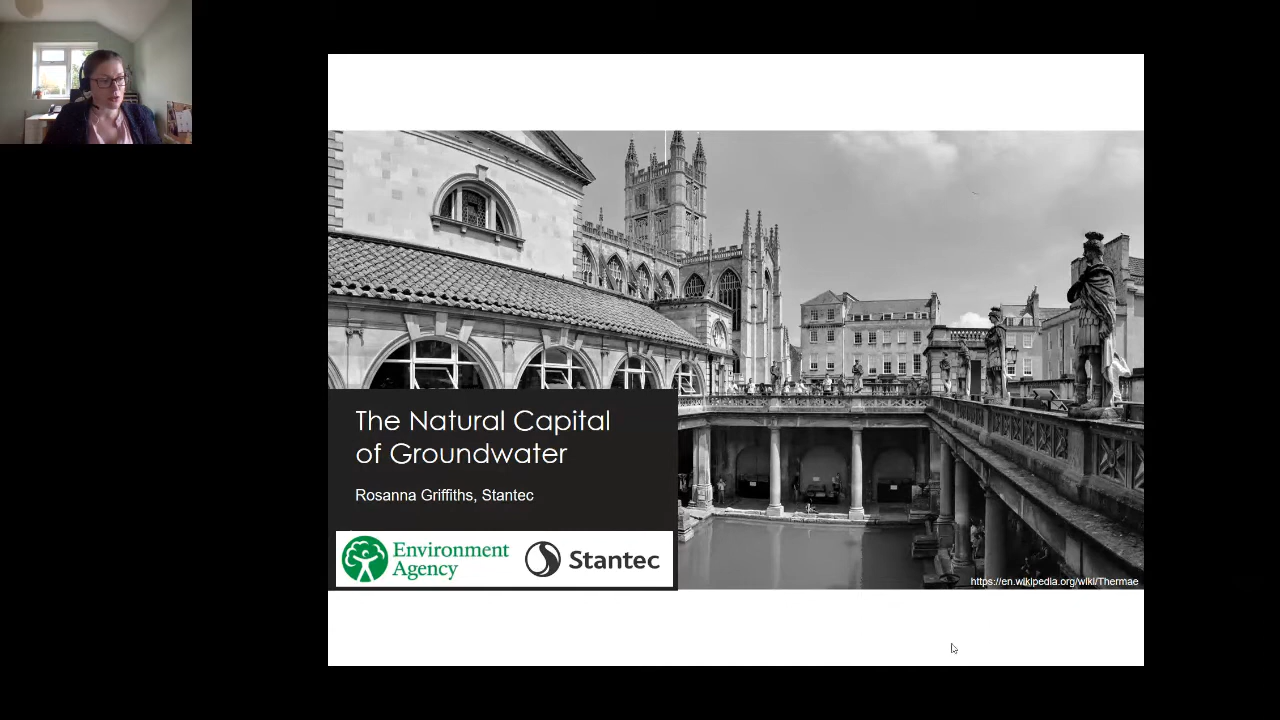 The Natural Capital
of Groundwater
Rosanna Griffiths, Stantec
Environment
Agency
Stantec
https://en.wikipedia.org/wiki/Thermae